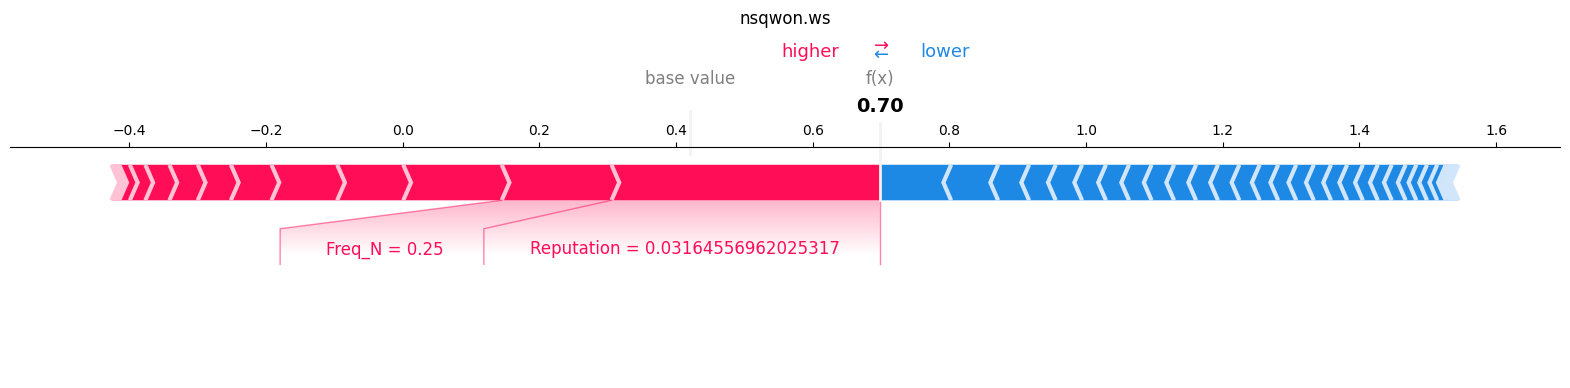 nsqwon.ws
higher ⇄ lower
base value f(x)
0.70
−0.4 −0.2 0.0 0.2 0.4 0.6 0.8 1.0 1.2 1.4 1.6
Freq_N = 0.25 Reputation = 0.03164556962025317